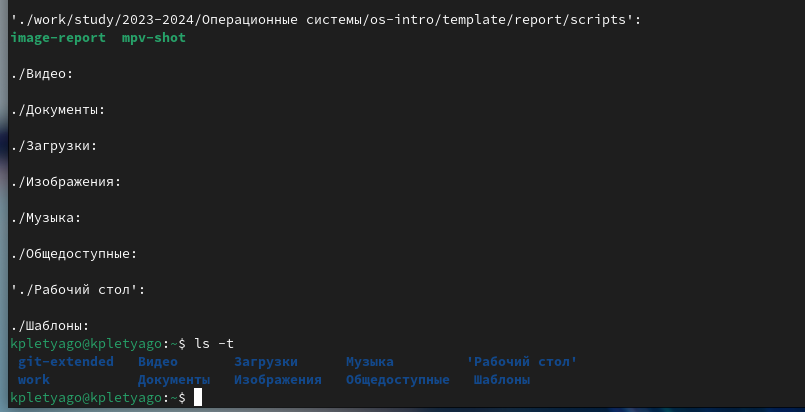 './work/study/2023-2024/Операционные системы/os-intro/template/report/scripts':
image-report  mpv-shot
./Видео:
./Документы:
./Загрузки:
./Изображения:
./Музыка:
./Общедоступные:
'./Рабочий стол':
./Шаблоны:
kpletyago@kpletyago:~$ ls -t
git-extended   Видео       Загрузки      Музыка         'Рабочий стол'
work           Документы   Изображения   Общедоступные   Шаблоны
kpletyago@kpletyago:~$